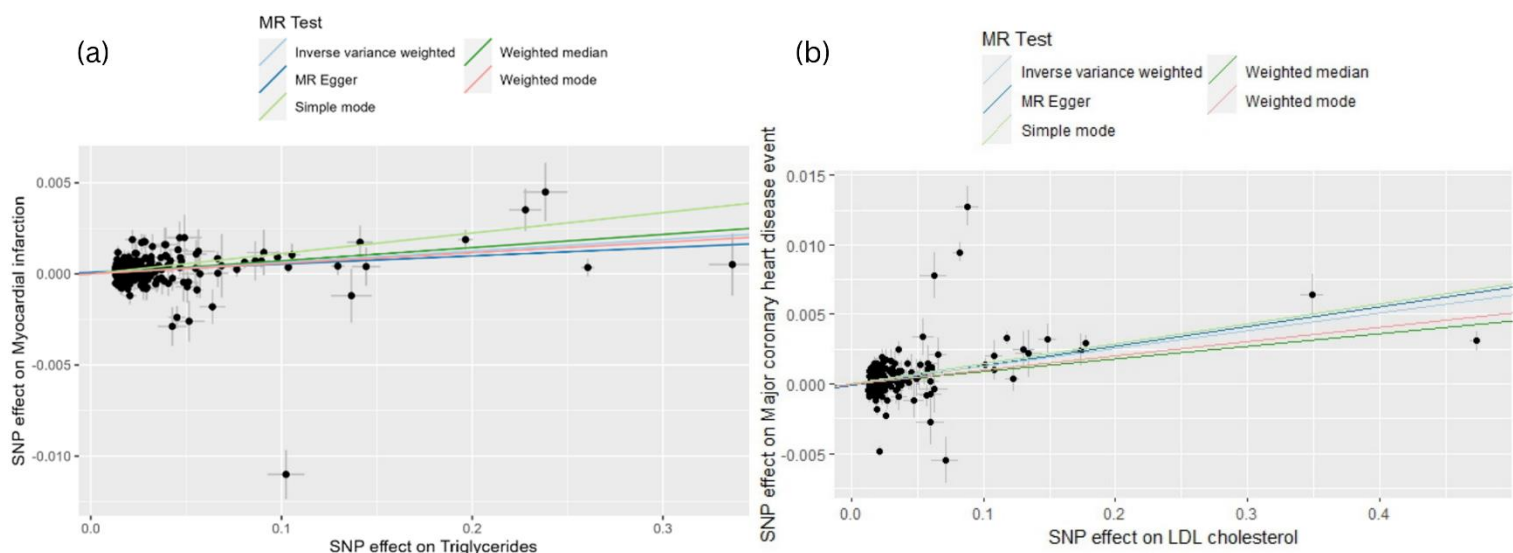 (a)
MR Test
Inverse variance weighted
Weighted median
MR Egger
Weighted mode
Simple mode
SNP effect on Myocardial infarction
0.005
0.000
-0.005
-0.010
0.0
0.1
0.2
0.3
SNP effect on Triglycerides
(b)
MR Test
Inverse variance weighted
Weighted median
MR Egger
Weighted mode
Simple mode
SNP effect on Major coronary heart disease event
0.015
0.010
0.005
0.000
-0.005
0.0
0.1
0.2
0.3
0.4
SNP effect on LDL cholesterol